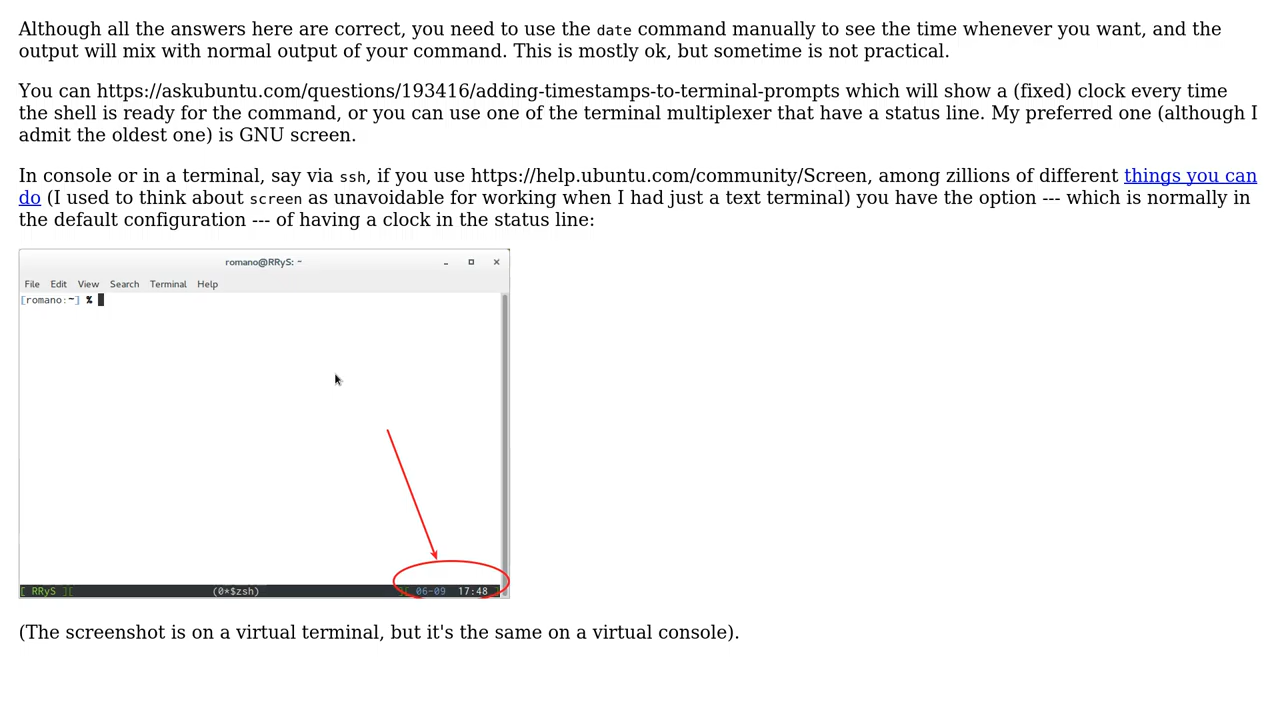 Although all the answers here are correct, you need to use the date command manually to see the time whenever you want, and the
output will mix with normal output of your command. This is mostly ok, but sometime is not practical.
You can https://askubuntu.com/questions/193416/adding-timestamps-to-terminal-prompts which will show a (fixed) clock every time
the shell is ready for the command, or you can use one of the terminal multiplexer that have a status line. My preferred one (although I
admit the oldest one) is GNU screen.
In console or in a terminal, say via ssh, if you use https://help.ubuntu.com/community/Screen, among zillions of different things you can
do (I used to think about screen as unavoidable for working when I had just a text terminal) you have the option --- which is normally in
the default configuration --- of having a clock in the status line:
romano@RRyS: ~
File Edit View Search Terminal Help
[romano:~] %
[ RRyS ][ (0*$zsh) ][ 06-09 17:48
(The screenshot is on a virtual terminal, but it's the same on a virtual console).